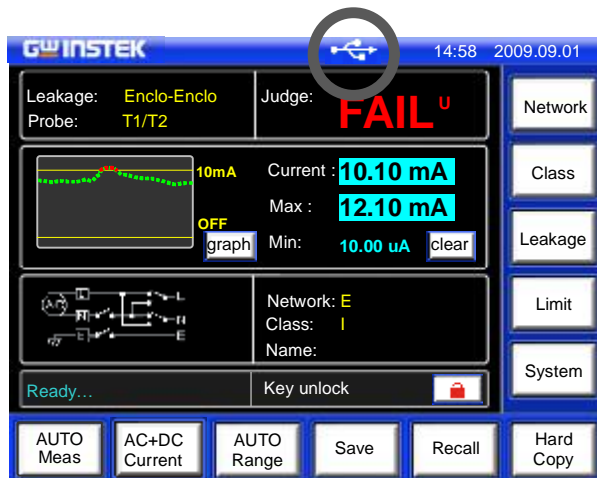 GWINSTEK 14:58 2009.09.01
Leakage: Enclo-Enclo
Probe: T1/T2
Judge: FAIL U
10mA
OFF
graph
Current : 10.10 mA
Max : 12.10 mA
Min: 10.00 uA clear
A/D L L
N N
E E
Network: E
Class: I
Name:
Ready...
Key unlock
Network
Class
Leakage
Limit
System
AUTO Meas
AC+DC Current
AUTO Range
Save
Recall
Hard Copy